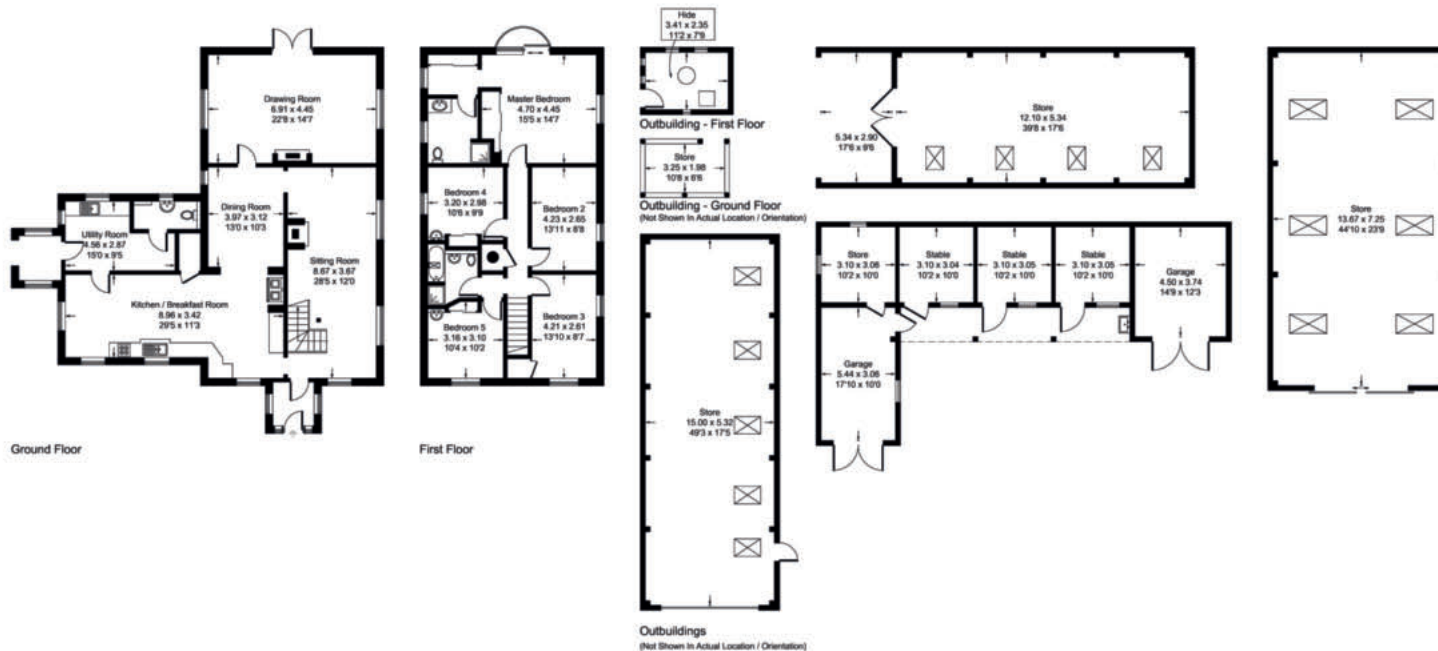 Drawing Room
6.91 x 4.45
22'8 x 14'7
Dining Room
3.97 x 3.12
13'0 x 10'3
Utility Room
4.56 x 2.87
15'0 x 9'5
Sitting Room
8.67 x 3.67
28'5 x 12'0
Kitchen / Breakfast Room
8.96 x 3.42
29'5 x 11'3
Ground Floor
Master Bedroom
4.70 x 4.45
15'5 x 14'7
Bedroom 4
3.20 x 2.98
10'6 x 9'9
Bedroom 2
4.23 x 2.65
13'11 x 8'8
Bedroom 5
3.16 x 3.10
10'4 x 10'2
Bedroom 3
4.21 x 2.61
13'10 x 8'7
First Floor
Hide
3.41 x 2.35
11'2 x 7'9
Outbuilding - First Floor
Store
3.25 x 1.98
10'8 x 6'6
Outbuilding - Ground Floor
(Not Shown In Actual Location / Orientation)
Store
15.00 x 5.32
49'3 x 17'5
Outbuildings
(Not Shown In Actual Location / Orientation)
5.34 x 2.90
17'6 x 9'6
Store
12.10 x 5.34
39'8 x 17'6
Store
3.10 x 3.06
10'2 x 10'0
Stable
3.10 x 3.04
10'2 x 10'0
Stable
3.10 x 3.05
10'2 x 10'0
Stable
3.10 x 3.05
10'2 x 10'0
Garage
4.50 x 3.74
14'9 x 12'3
Garage
5.44 x 3.06
17'10 x 10'0
Store
13.67 x 7.25
44'10 x 23'9